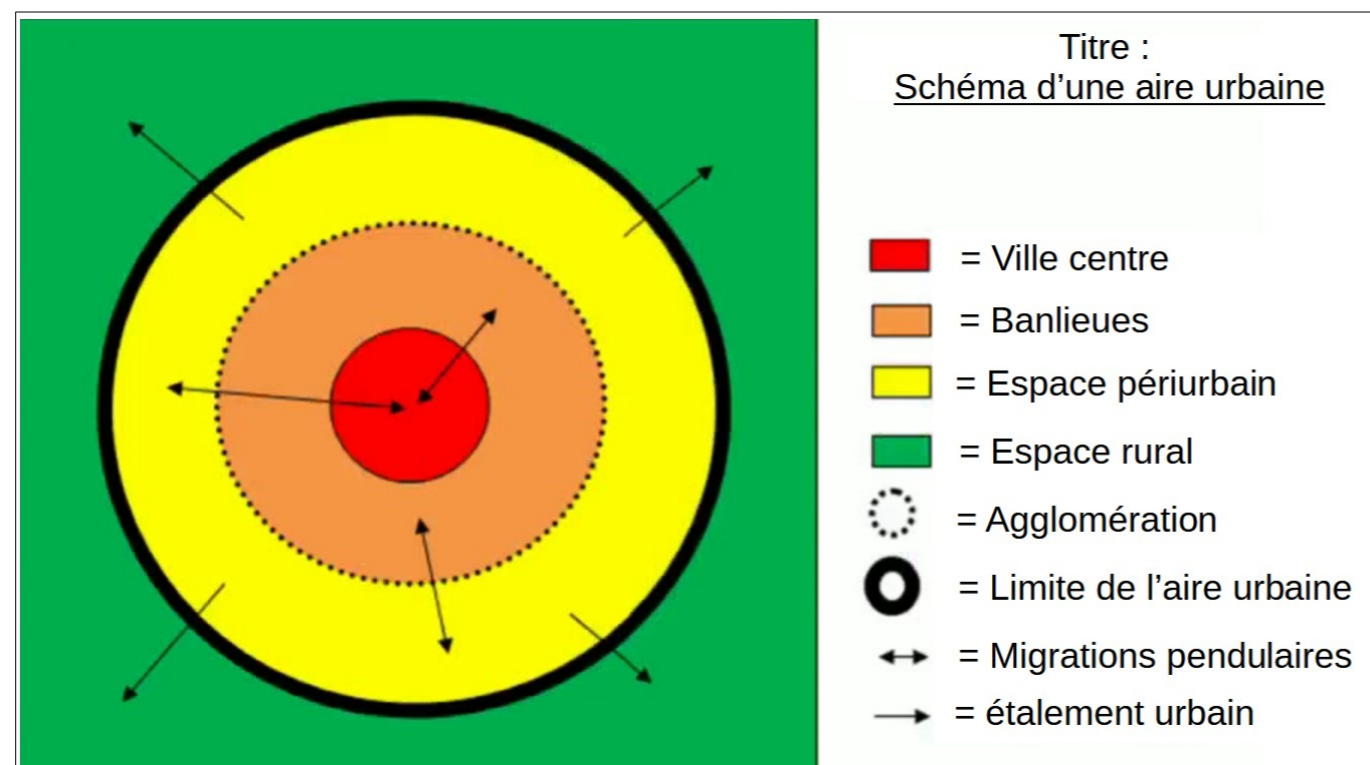 Titre :
Schéma d’une aire urbaine
= Ville centre
= Banlieues
= Espace périurbain
= Espace rural
= Agglomération
= Limite de l’aire urbaine
= Migrations pendulaires
= étalement urbain